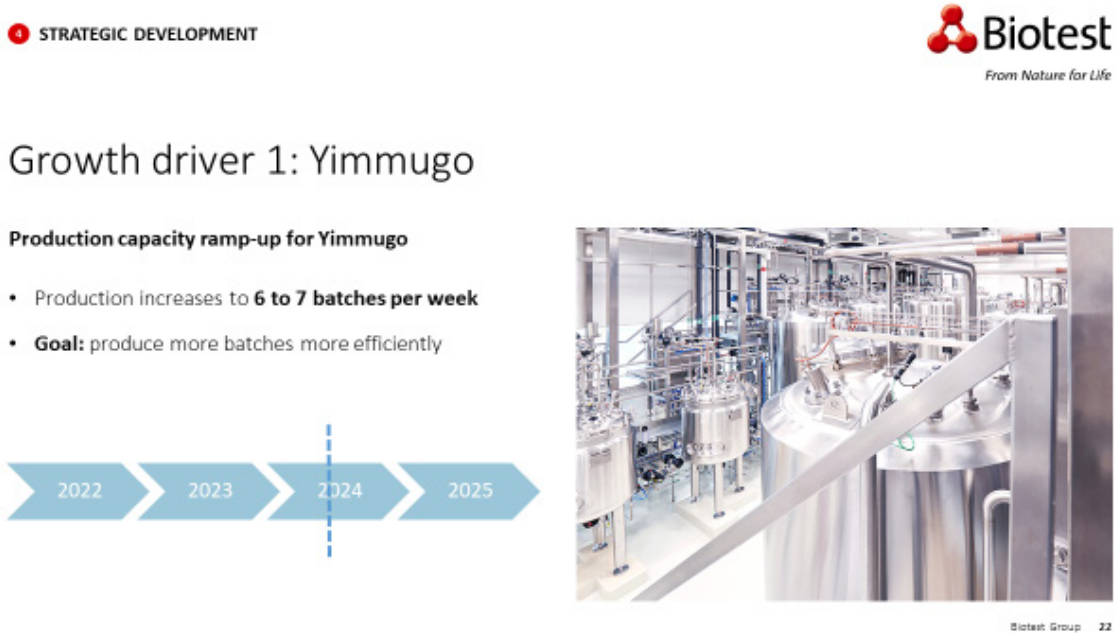 4 STRATEGIC DEVELOPMENT
Biotest
From Nature for Life
Growth driver 1: Yimmugo
Production capacity ramp-up for Yimmugo
• Production increases to 6 to 7 batches per week
• Goal: produce more batches more efficiently
2022 2023 2024 2025
Biotest Group 22